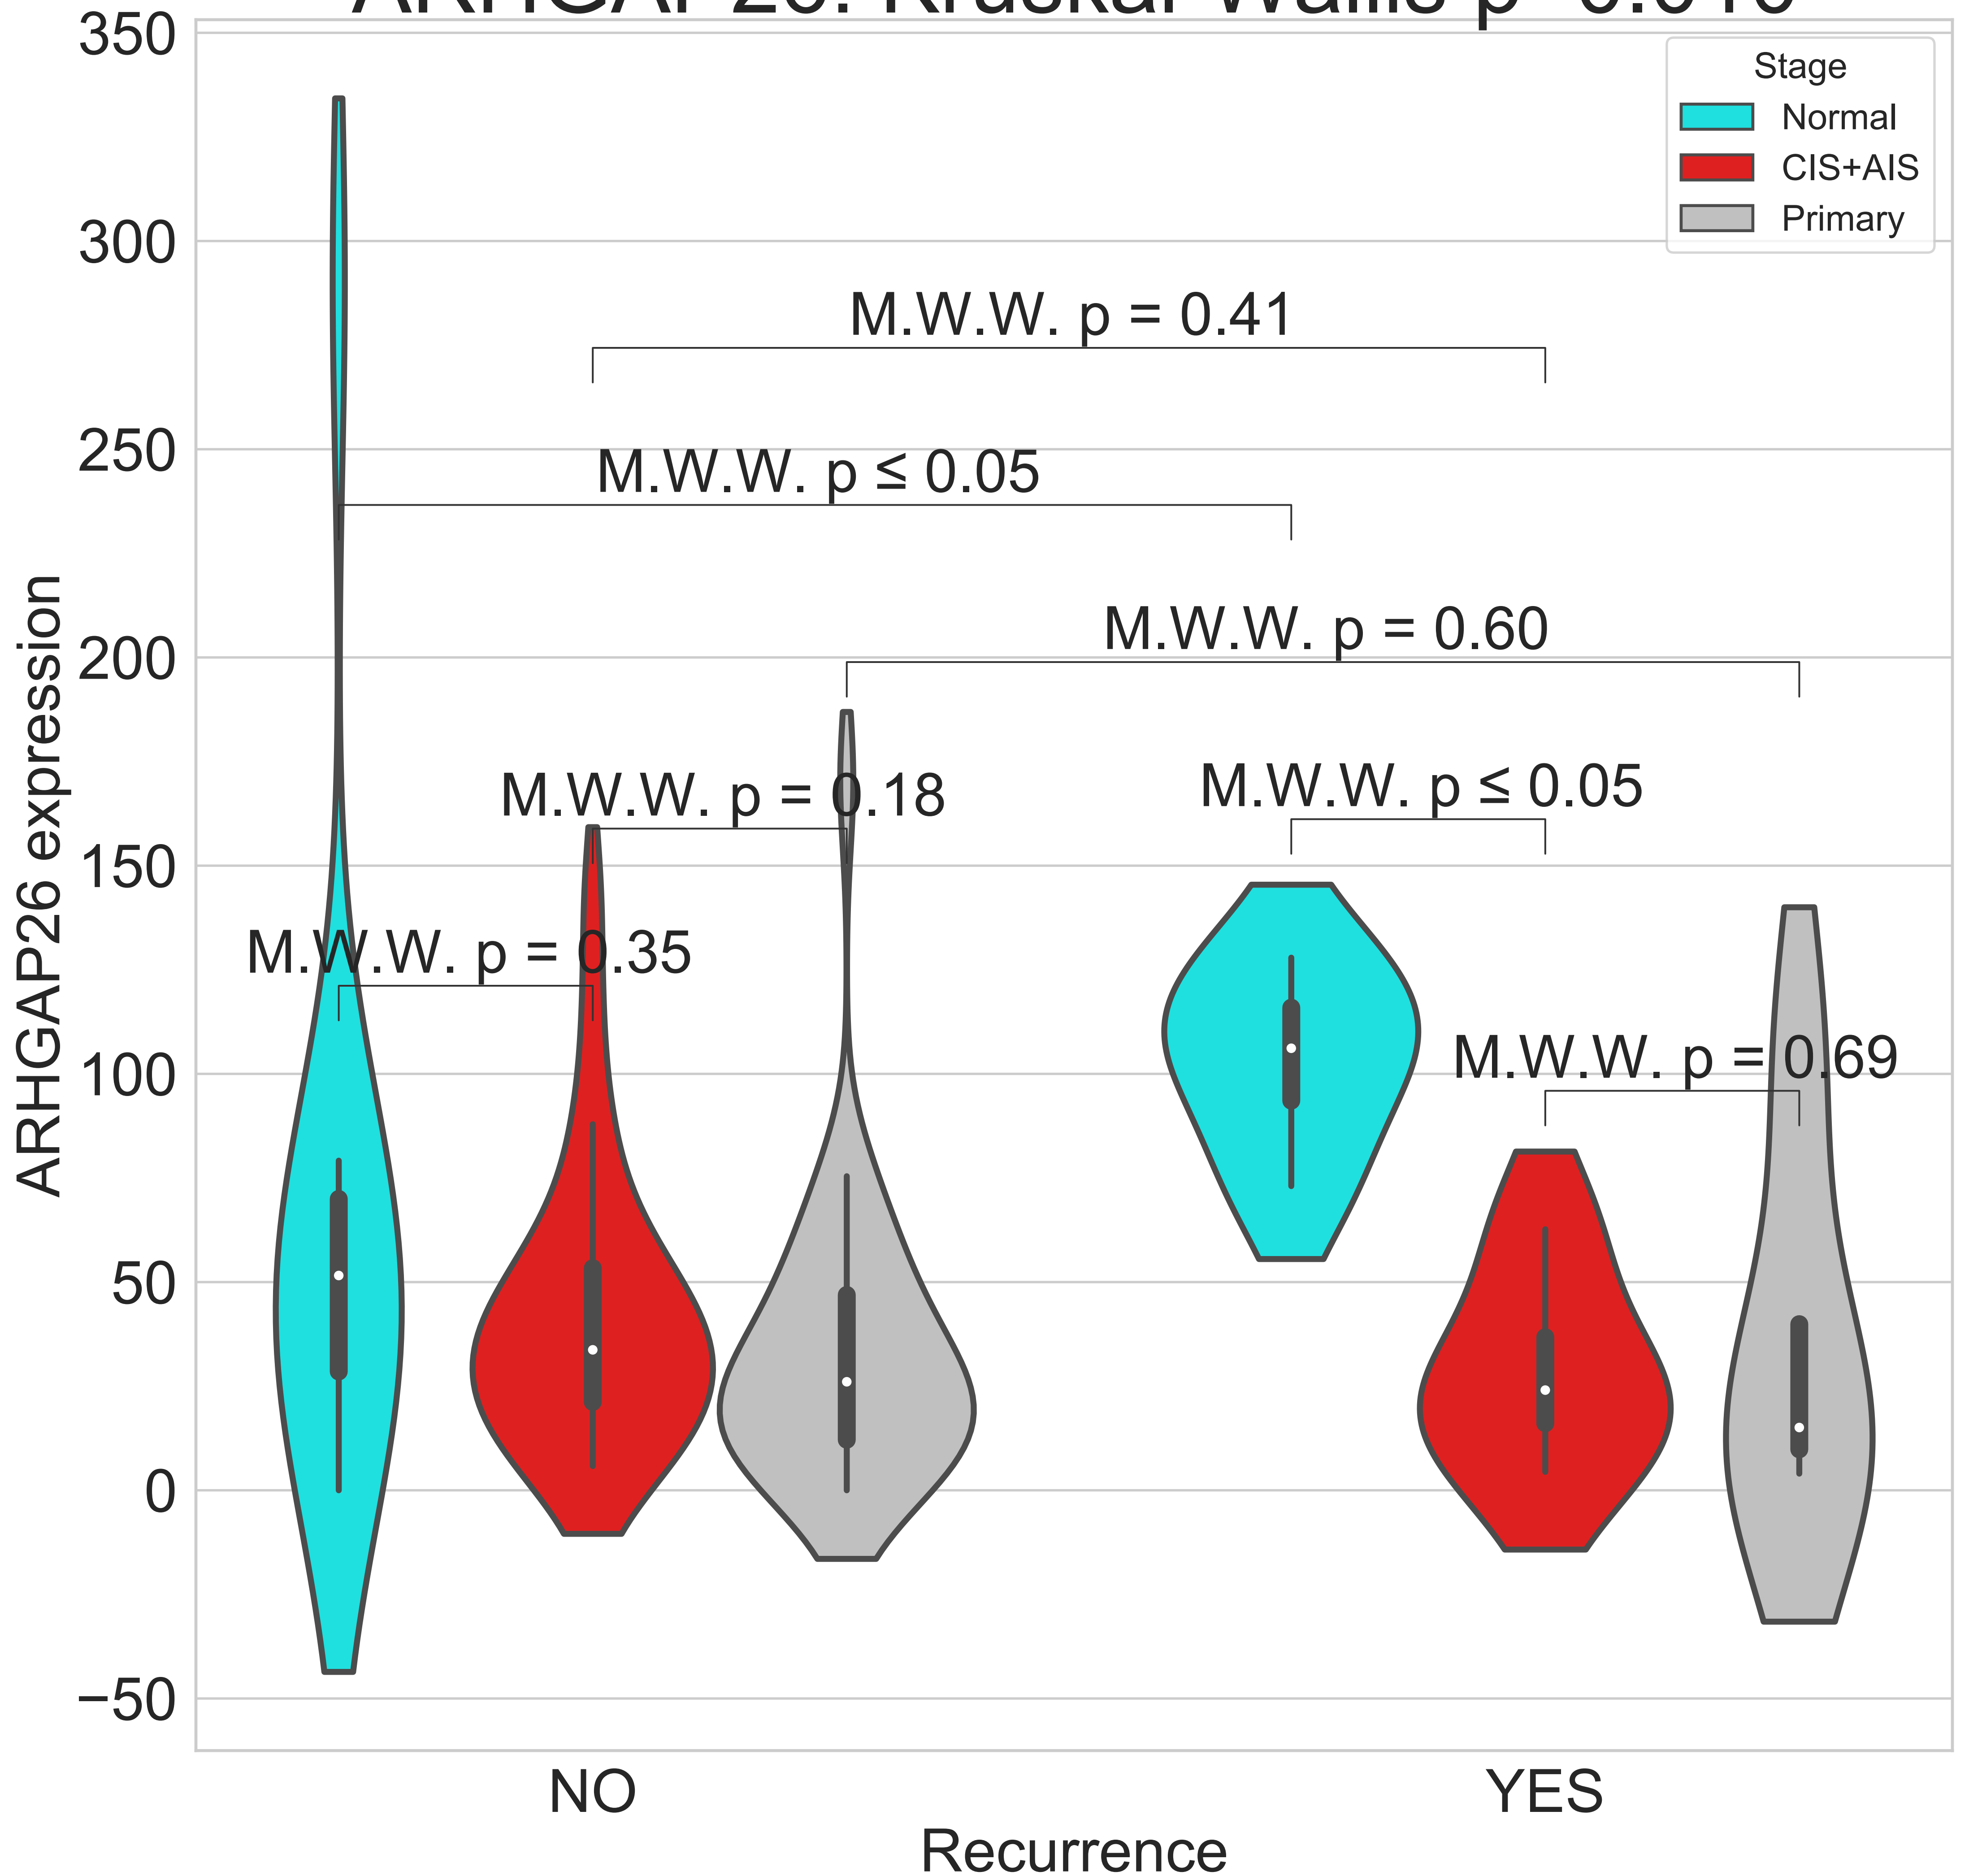 350
300
250
200
150
100
50
0
−50
ARHGAP26 expression
Stage
Normal
CIS+AIS
Primary
M.W.W. p = 0.41
M.W.W. p ≤ 0.05
M.W.W. p = 0.60
M.W.W. p = 0.18
M.W.W. p ≤ 0.05
M.W.W. p = 0.35
M.W.W. p = 0.69
NO
YES
Recurrence